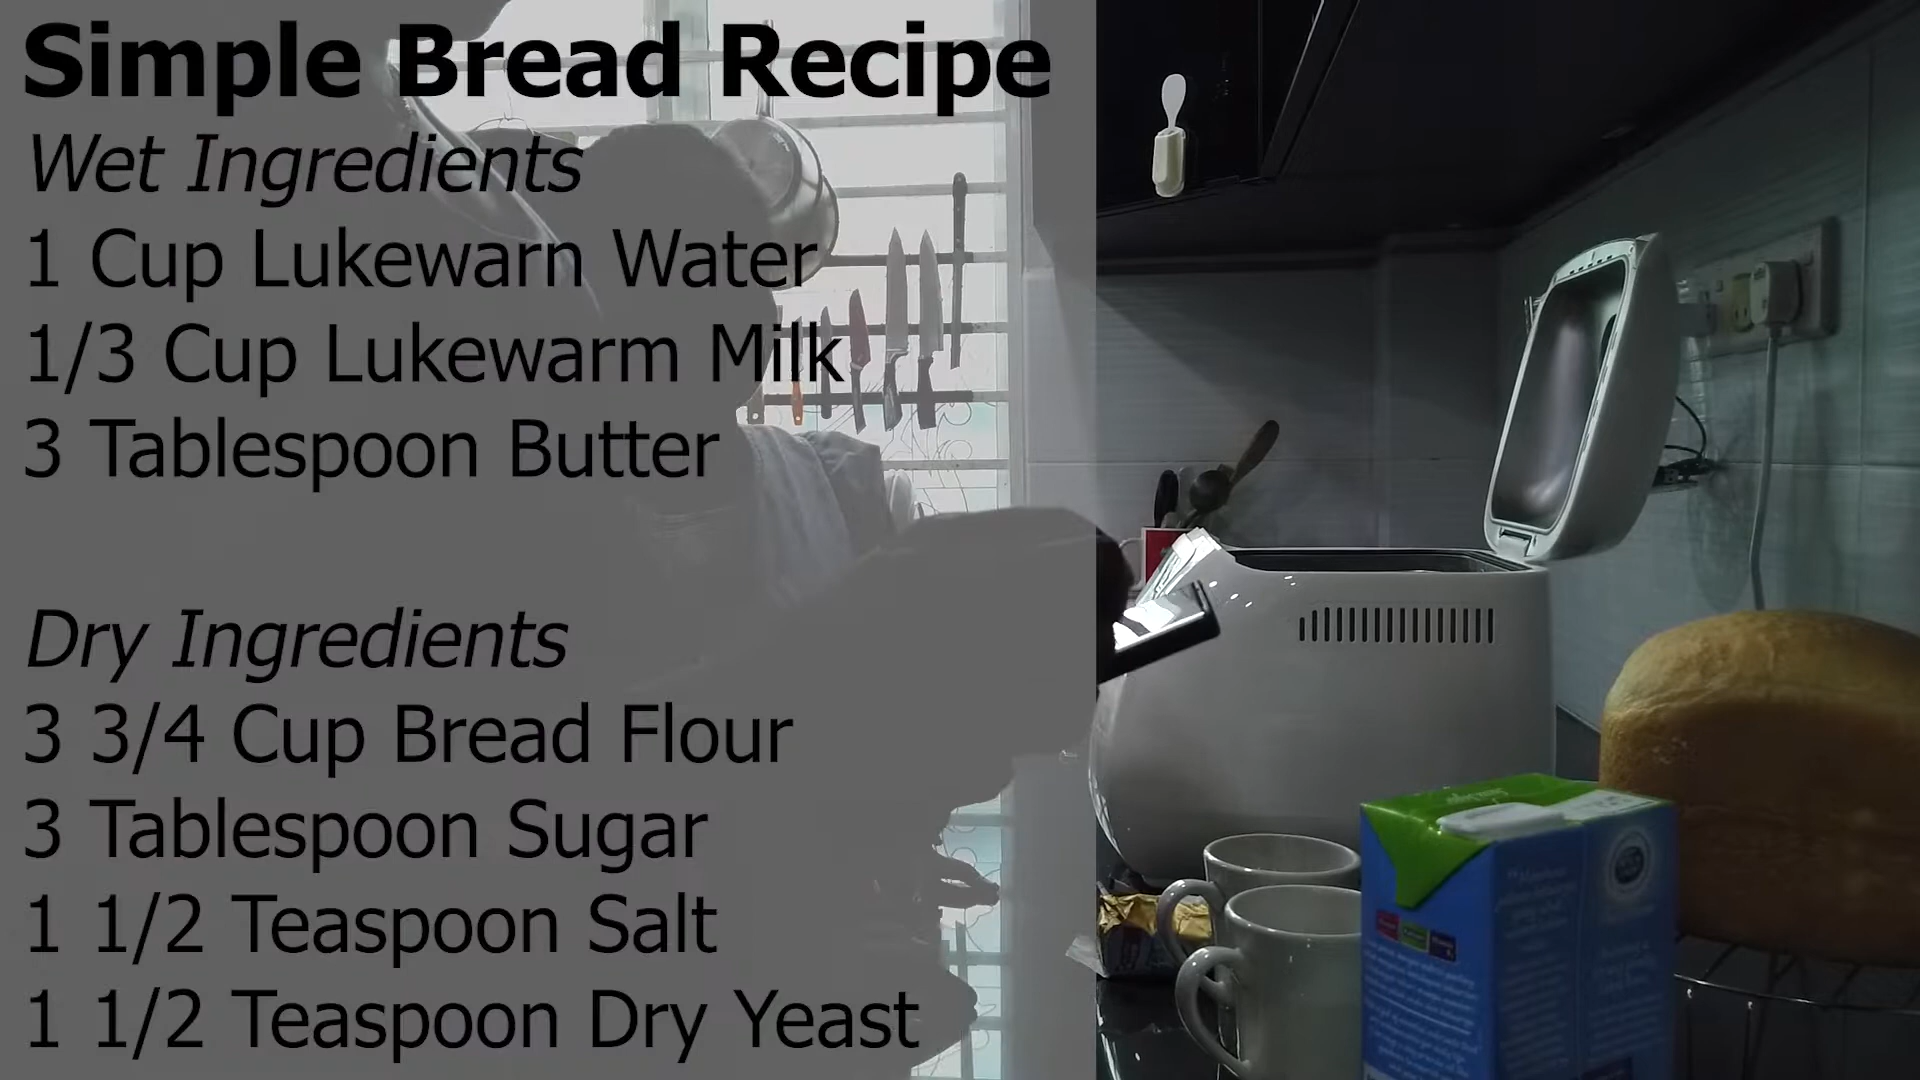 Simple Bread Recipe
Wet Ingredients
1 Cup Lukewarn Water
1/3 Cup Lukewarm Milk
3 Tablespoon Butter
Dry Ingredients
3 3/4 Cup Bread Flour
3 Tablespoon Sugar
1 1/2 Teaspoon Salt
1 1/2 Teaspoon Dry Yeast